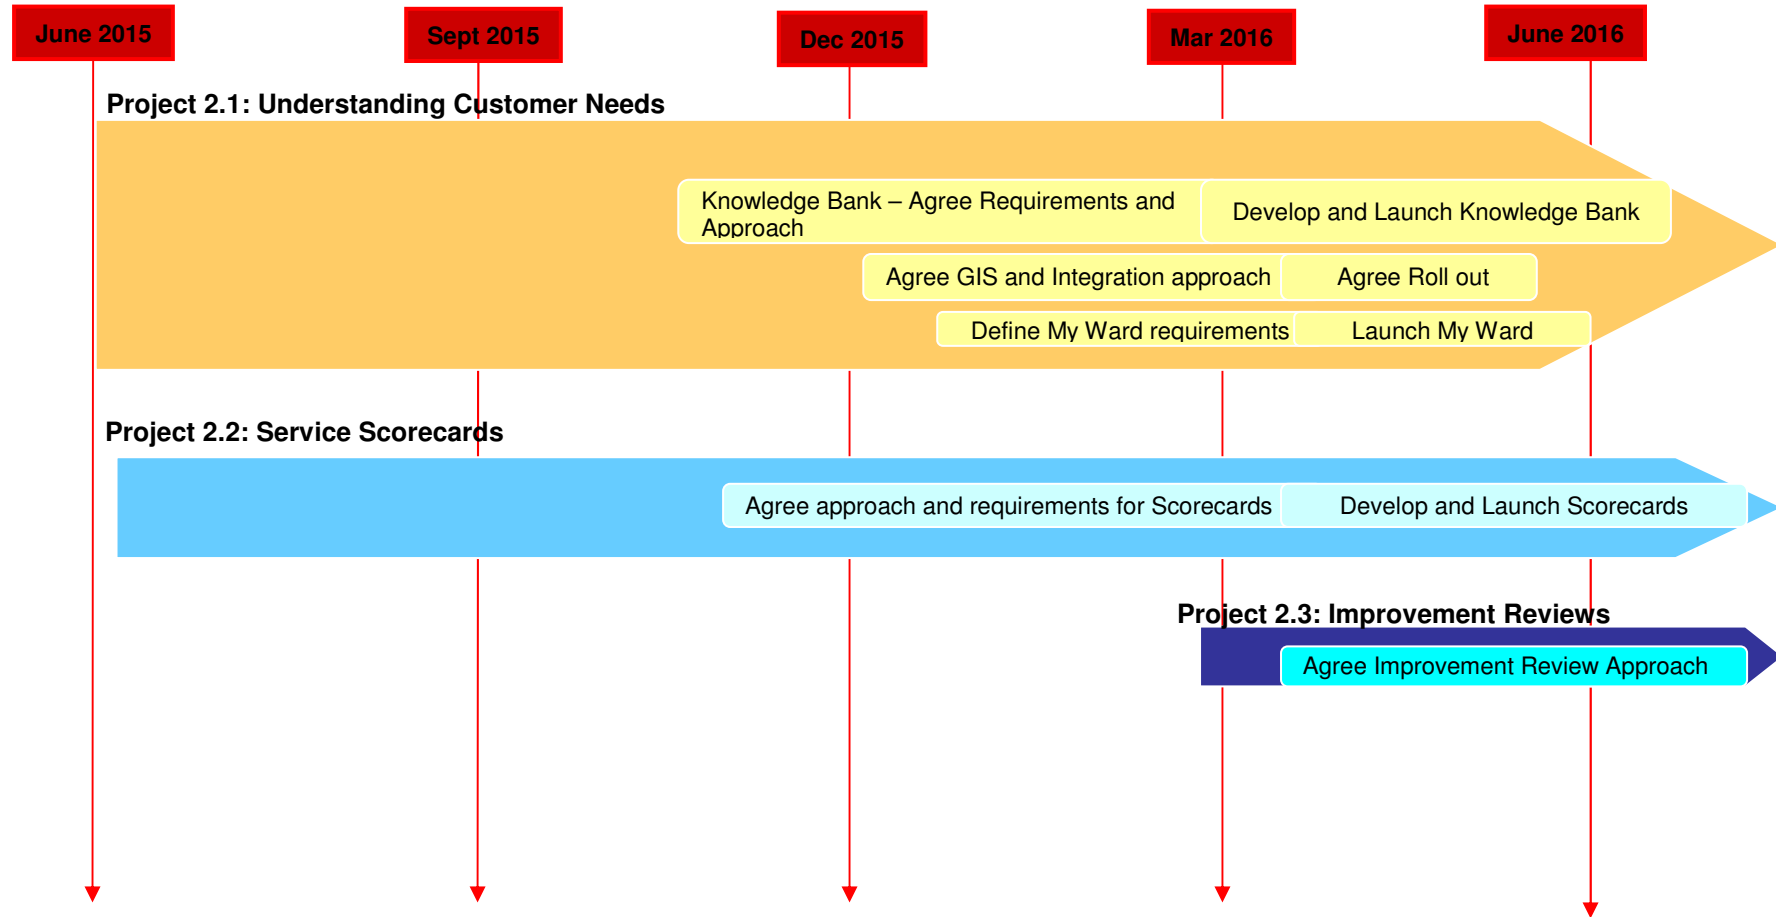 June 2015
Sept 2015
Dec 2015
Mar 2016
June 2016
Project 2.1: Understanding Customer Needs
Knowledge Bank – Agree Requirements and
Approach
Develop and Launch Knowledge Bank
Agree GIS and Integration approach
Agree Roll out
Define My Ward requirements
Launch My Ward
Project 2.2: Service Scorecards
Agree approach and requirements for Scorecards
Develop and Launch Scorecards
Project 2.3: Improvement Reviews
Agree Improvement Review Approach